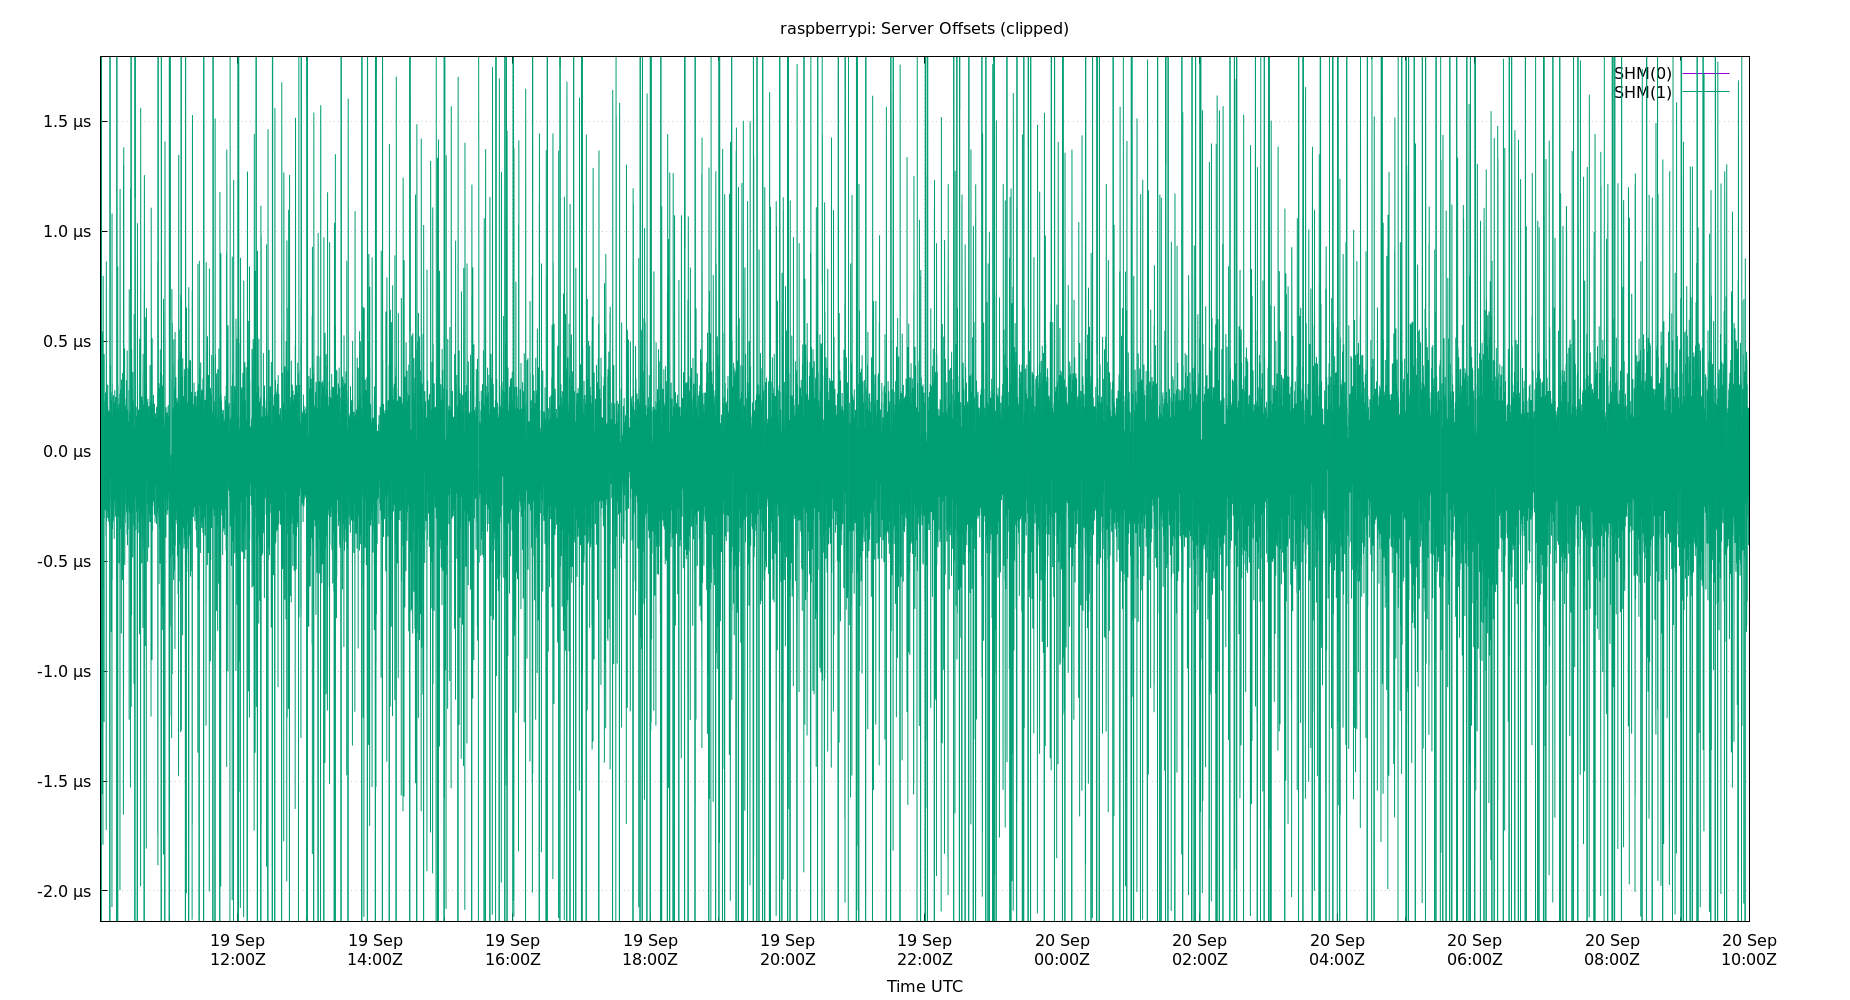 raspberrypi: Server Offsets (clipped)
SHM(0)
SHM(1)
1.5 µs
1.0 µs
0.5 µs
0.0 µs
-0.5 µs
-1.0 µs
-1.5 µs
-2.0 µs
19 Sep 19 Sep 19 Sep 19 Sep 19 Sep 19 Sep 20 Sep 20 Sep 20 Sep 20 Sep 20 Sep 20 Sep
12:00Z 14:00Z 16:00Z 18:00Z 20:00Z 22:00Z 00:00Z 02:00Z 04:00Z 06:00Z 08:00Z 10:00Z
Time UTC